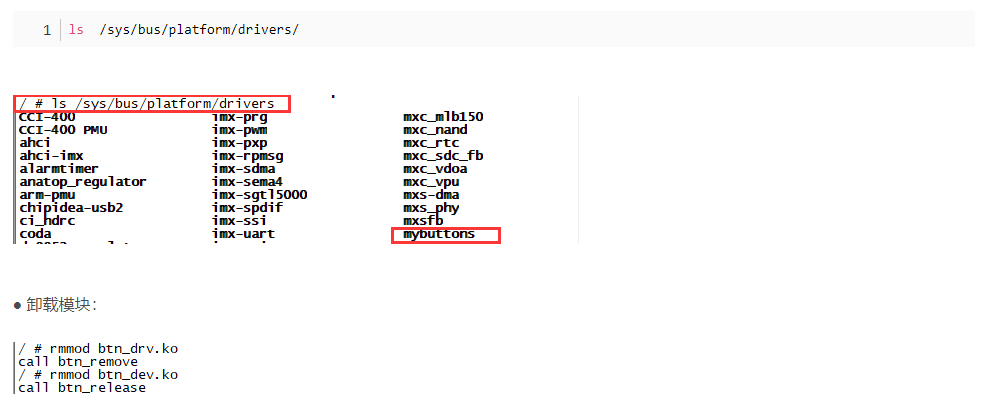 1 ls /sys/bus/platform/drivers/
/ # ls /sys/bus/platform/drivers
CCI-400 imx-prg mxc_mlb150
CCI-400 PMU imx-pwm mxc_nand
ahci imx-pxp mxc_rtc
ahci-imx imx-rpmsg mxc_sdc_fb
alarmtimer imx-sdma mxc_vdoa
anatop_regulator imx-sema4 mxc_vpu
arm-pmu imx-sgtl5000 mxs-dma
chipidea-usb2 imx-spdif mxs_phy
ci_hdrc imx-ssi mxsfb
coda imx-uart mybuttons
● 卸载模块：
/ # rmmod btn_drv.ko
call btn_remove
/ # rmmod btn_dev.ko
call btn_release